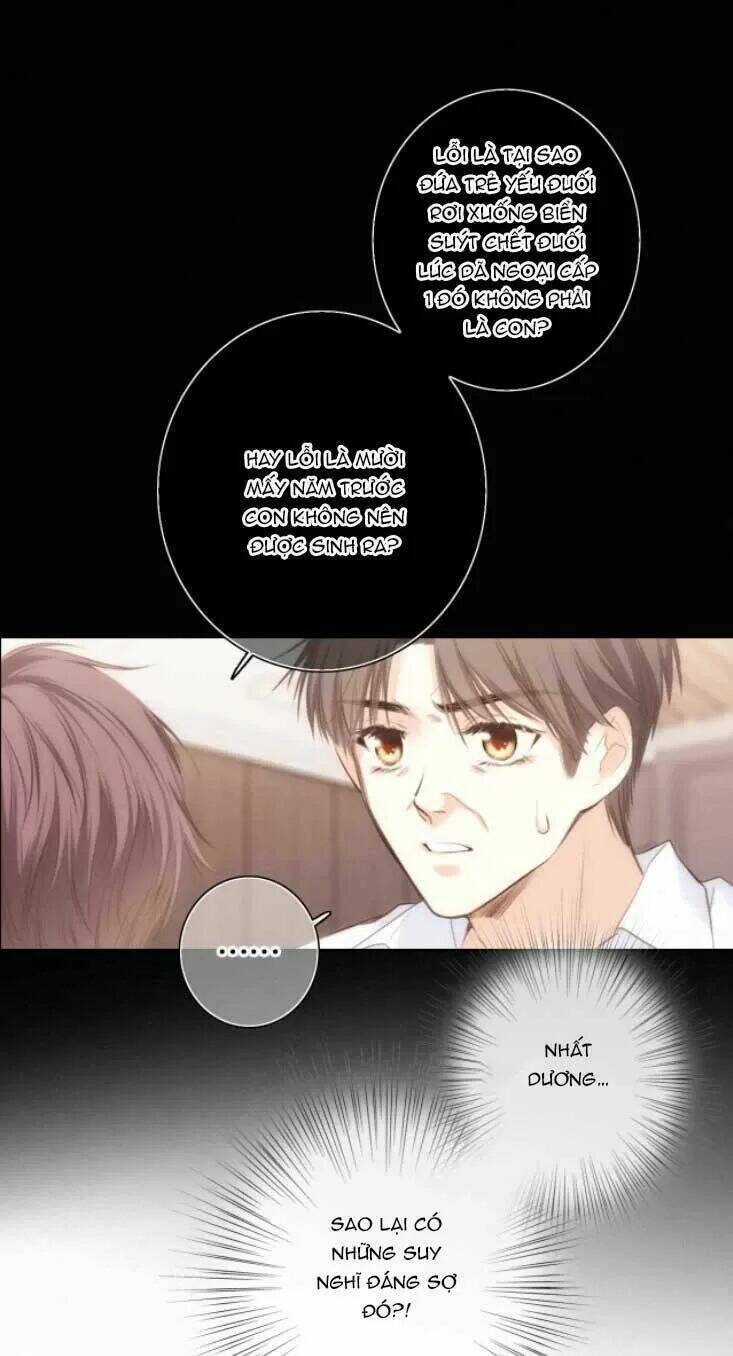 LỖI LÀ TẠI SAO
ĐỨA TRẺ YẾU ĐUỐI
RƠI XUỐNG BIỂN
SUÝT CHẾT ĐUỐI
LÚC DÃ NGOẠI CẤP
1 ĐÓ KHÔNG PHẢI
LÀ CON?
HAY LỖI LÀ MƯỜI
MẤY NĂM TRƯỚC
CON KHÔNG NÊN
ĐƯỢC SINH RA?
......
NHẤT
DƯƠNG...
SAO LẠI CÓ
NHỮNG SUY
NGHĨ ĐÁNG SỢ
ĐÓ?!